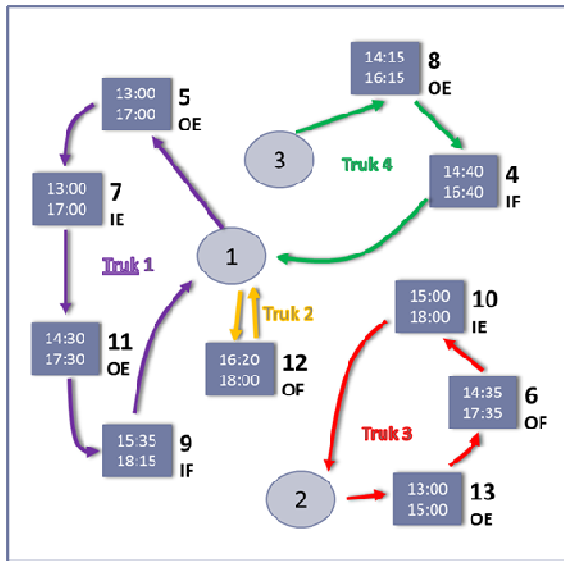 14:15
16:15
8
OE
13:00
17:00
5
OE
3
Truk 4
14:40
16:40
4
IF
13:00
17:00
7
IE
1
Truk 1
15:00
18:00
10
IE
Truk 2
14:30
17:30
11
OE
16:20
18:00
12
OF
14:35
17:35
6
OF
15:35
18:15
9
IF
Truk 3
2
13:00
15:00
13
OE